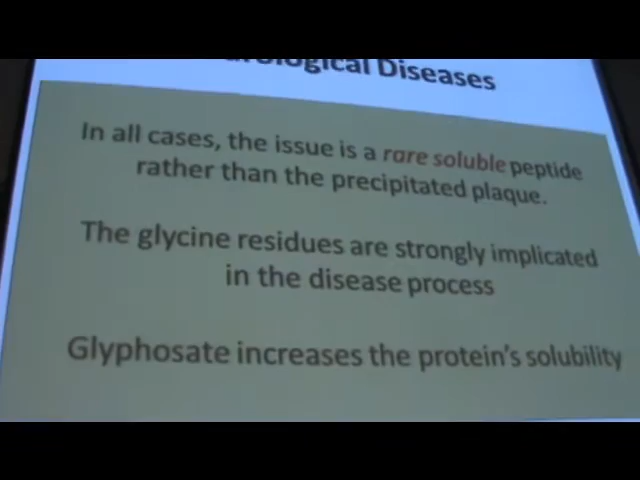 Diseases
In all cases, the issue is a rare soluble peptide
rather than the precipitated plaque.
The glycine residues are strongly implicated
in the disease process
Glyphosate increases the protein's solubility